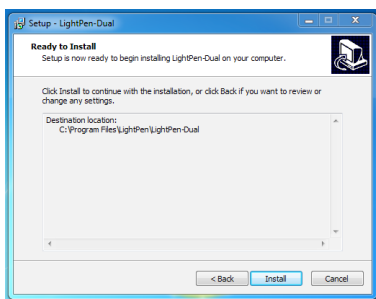 Setup - LightPen-Dual
Ready to Install
Setup is now ready to begin installing LightPen-Dual on your computer.
Click Install to continue with the installation, or click Back if you want to review or
change any settings.
Destination location:
C:\Program Files\LightPen\LightPen-Dual
< Back
Install
Cancel